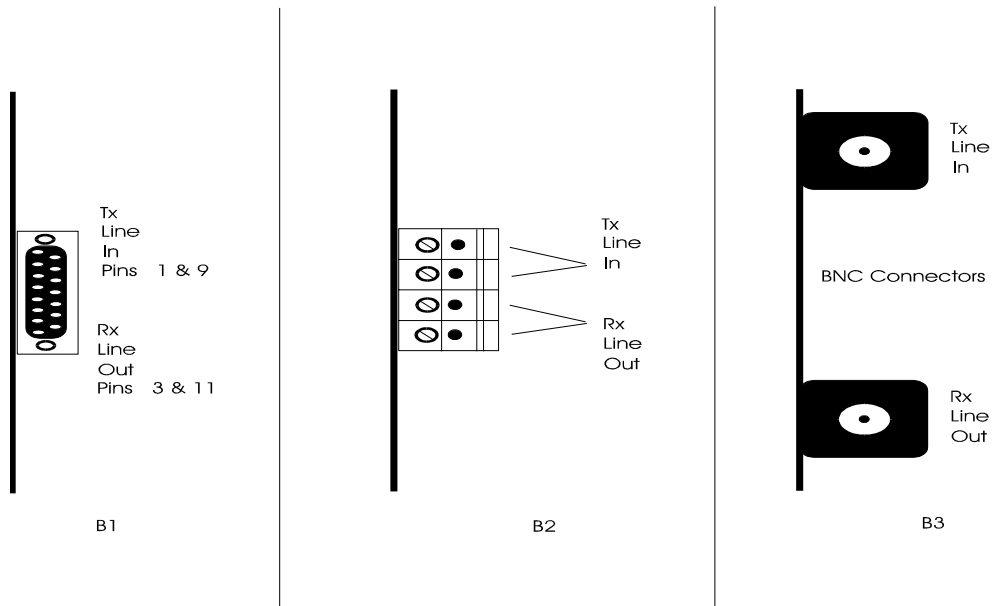 Tx
Line
In
Pins 1 & 9
Rx
Line
Out
Pins 3 & 11
B1
Tx
Line
In
Rx
Line
Out
B2
Tx
Line
In
BNC Connectors
Rx
Line
Out
B3